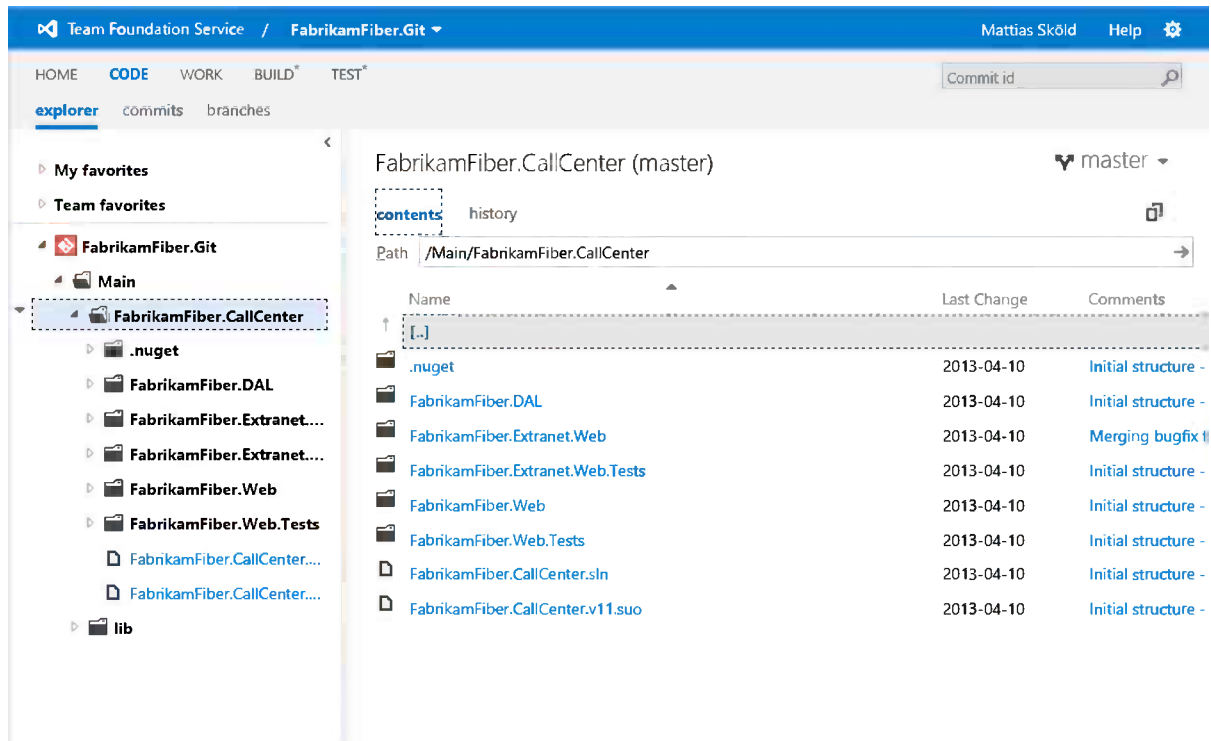 Team Foundation Service / FabrikamFiber.Git
Mattias Sköld Help
HOME CODE WORK BUILD* TEST*
Commit id
explorer commits branches
My favorites
Team favorites
FabrikamFiber.Git
Main
FabrikamFiber.CallCenter
.nuget
FabrikamFiber.DAL
FabrikamFiber.Extranet....
FabrikamFiber.Extranet....
FabrikamFiber.Web
FabrikamFiber.Web.Tests
FabrikamFiber.CallCenter....
FabrikamFiber.CallCenter....
lib
FabrikamFiber.CallCenter (master)
master
contents history
Path /Main/FabrikamFiber.CallCenter
Name Last Change Comments
[..]
.nuget 2013-04-10 Initial structure -
FabrikamFiber.DAL 2013-04-10 Initial structure -
FabrikamFiber.Extranet.Web 2013-04-10 Merging bugfix
FabrikamFiber.Extranet.Web.Tests 2013-04-10 Initial structure -
FabrikamFiber.Web 2013-04-10 Initial structure -
FabrikamFiber.Web.Tests 2013-04-10 Initial structure -
FabrikamFiber.CallCenter.sln 2013-04-10 Initial structure -
FabrikamFiber.CallCenter.v11.suo 2013-04-10 Initial structure -